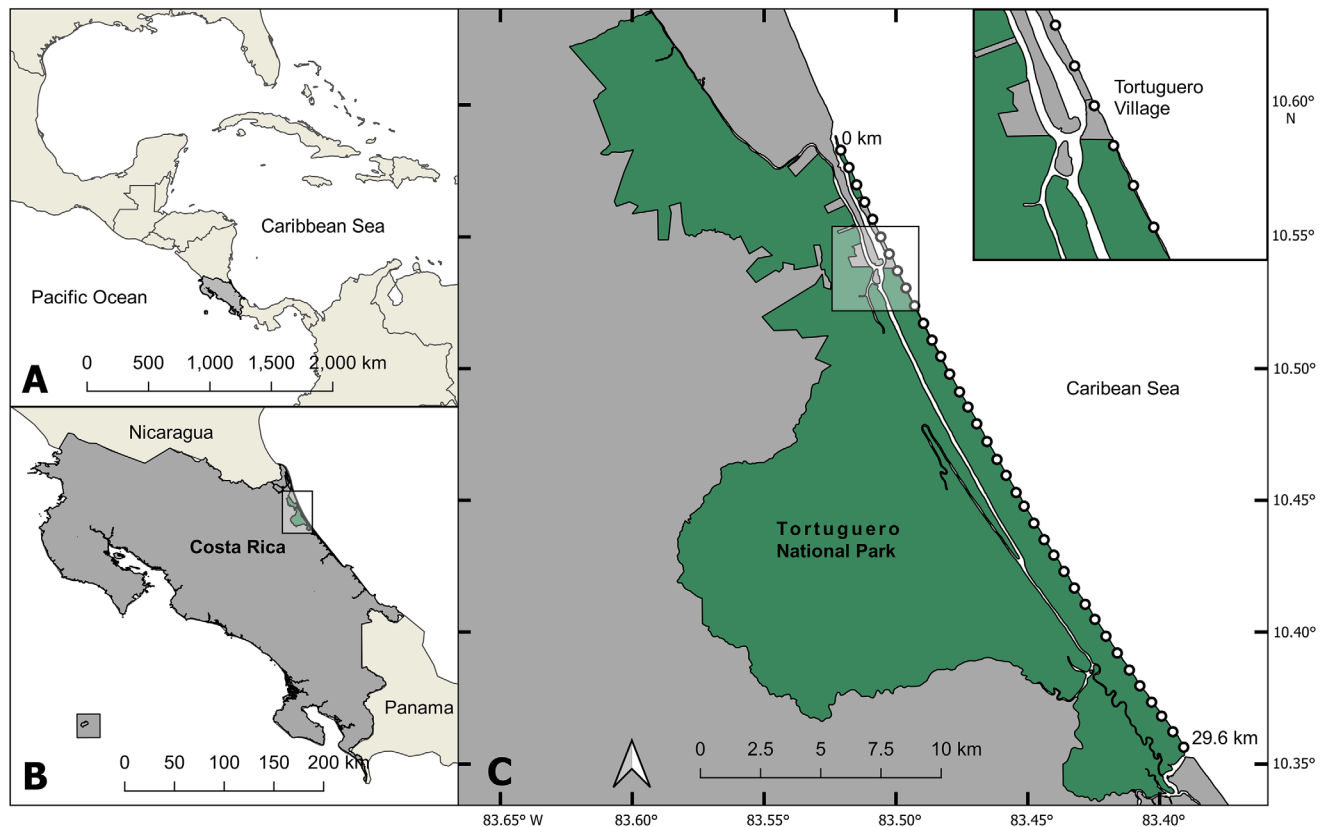 Caribbean Sea
Pacific Ocean
0 500 1,000 1,500 2,000 km
A
Nicaragua
Costa Rica
Panama
0 50 100 150 200 km
B
0 km
Tortuguero
Village
Caribean Sea
Tortuguero
National Park
29.6 km
0 2.5 5 7.5 10 km
C
10.60°
N
10.55°
10.50°
10.45°
10.40°
10.35°
83.65° W 83.60° 83.55° 83.50° 83.45° 83.40°